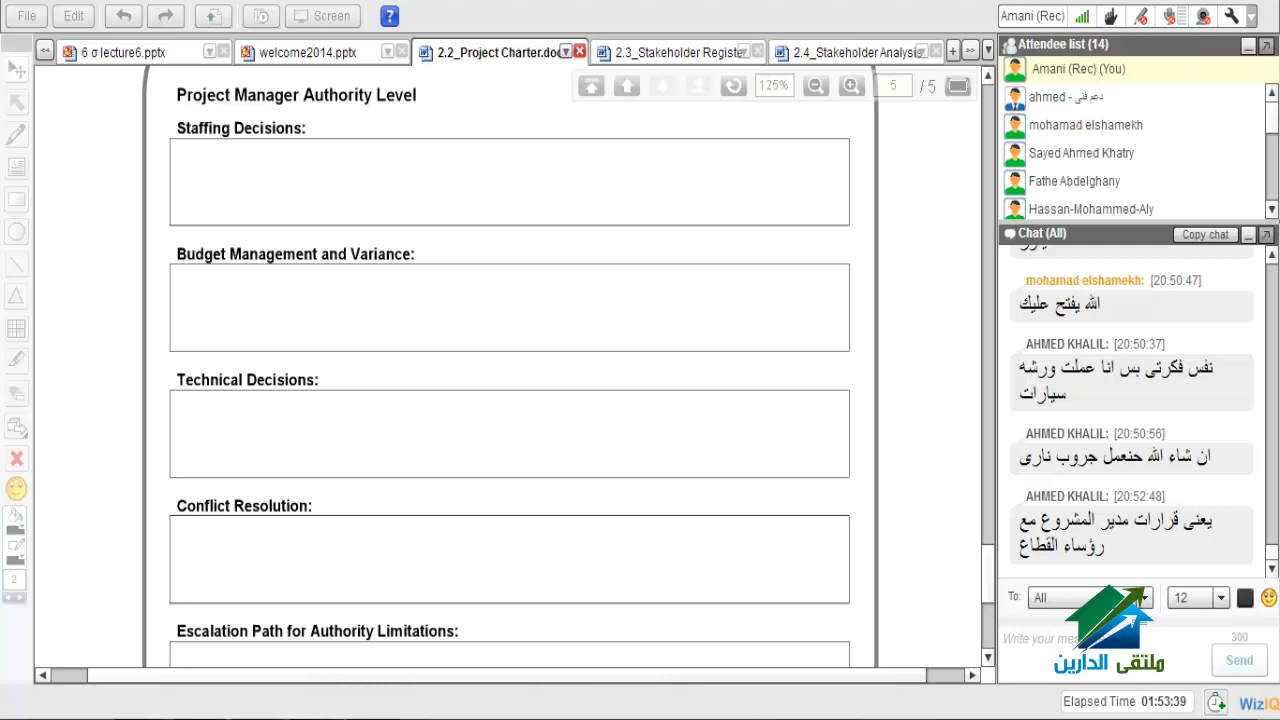 File
Edit
Screen
?
Amani (Rec)
<<
6 σ lecture6.pptx
welcome2014.pptx
2.2_Project Charter.doc
2.3_Stakeholder Registe
2.4_Stakeholder Analysis
+
>>
125%
5 / 5
Project Manager Authority Level
Staffing Decisions:
Budget Management and Variance:
Technical Decisions:
Conflict Resolution:
Escalation Path for Authority Limitations:
2
Attendee list (14)
Amani (Rec) (You)
ahmed - دعم فنى
mohamad elshamekh
Sayed Ahmed Khatry
Fathe Abdelghany
Hassan-Mohammed-Aly
Chat (All)
Copy chat
mohamad elshamekh: [20:50:47]
الله يفتح عليك
AHMED KHALIL: [20:50:37]
نفس فكرتى بس انا عملت ورشه
سيارات
AHMED KHALIL: [20:50:56]
ان شاء الله حنعمل جروب نارى
AHMED KHALIL: [20:52:48]
يعنى قرارات مدير المشروع مع
رؤساء القطاع
To: All
12
Write your mes
300
Send
ملتقى الدارين
Elapsed Time 01:53:39
WizIQ